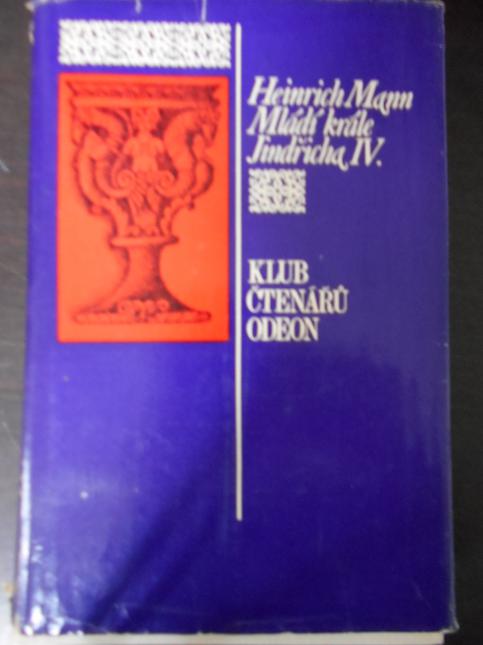 Heinrich Mann
Mládí krále
Jindřicha IV.
KLUB
ČTENÁŘŮ
ODEON